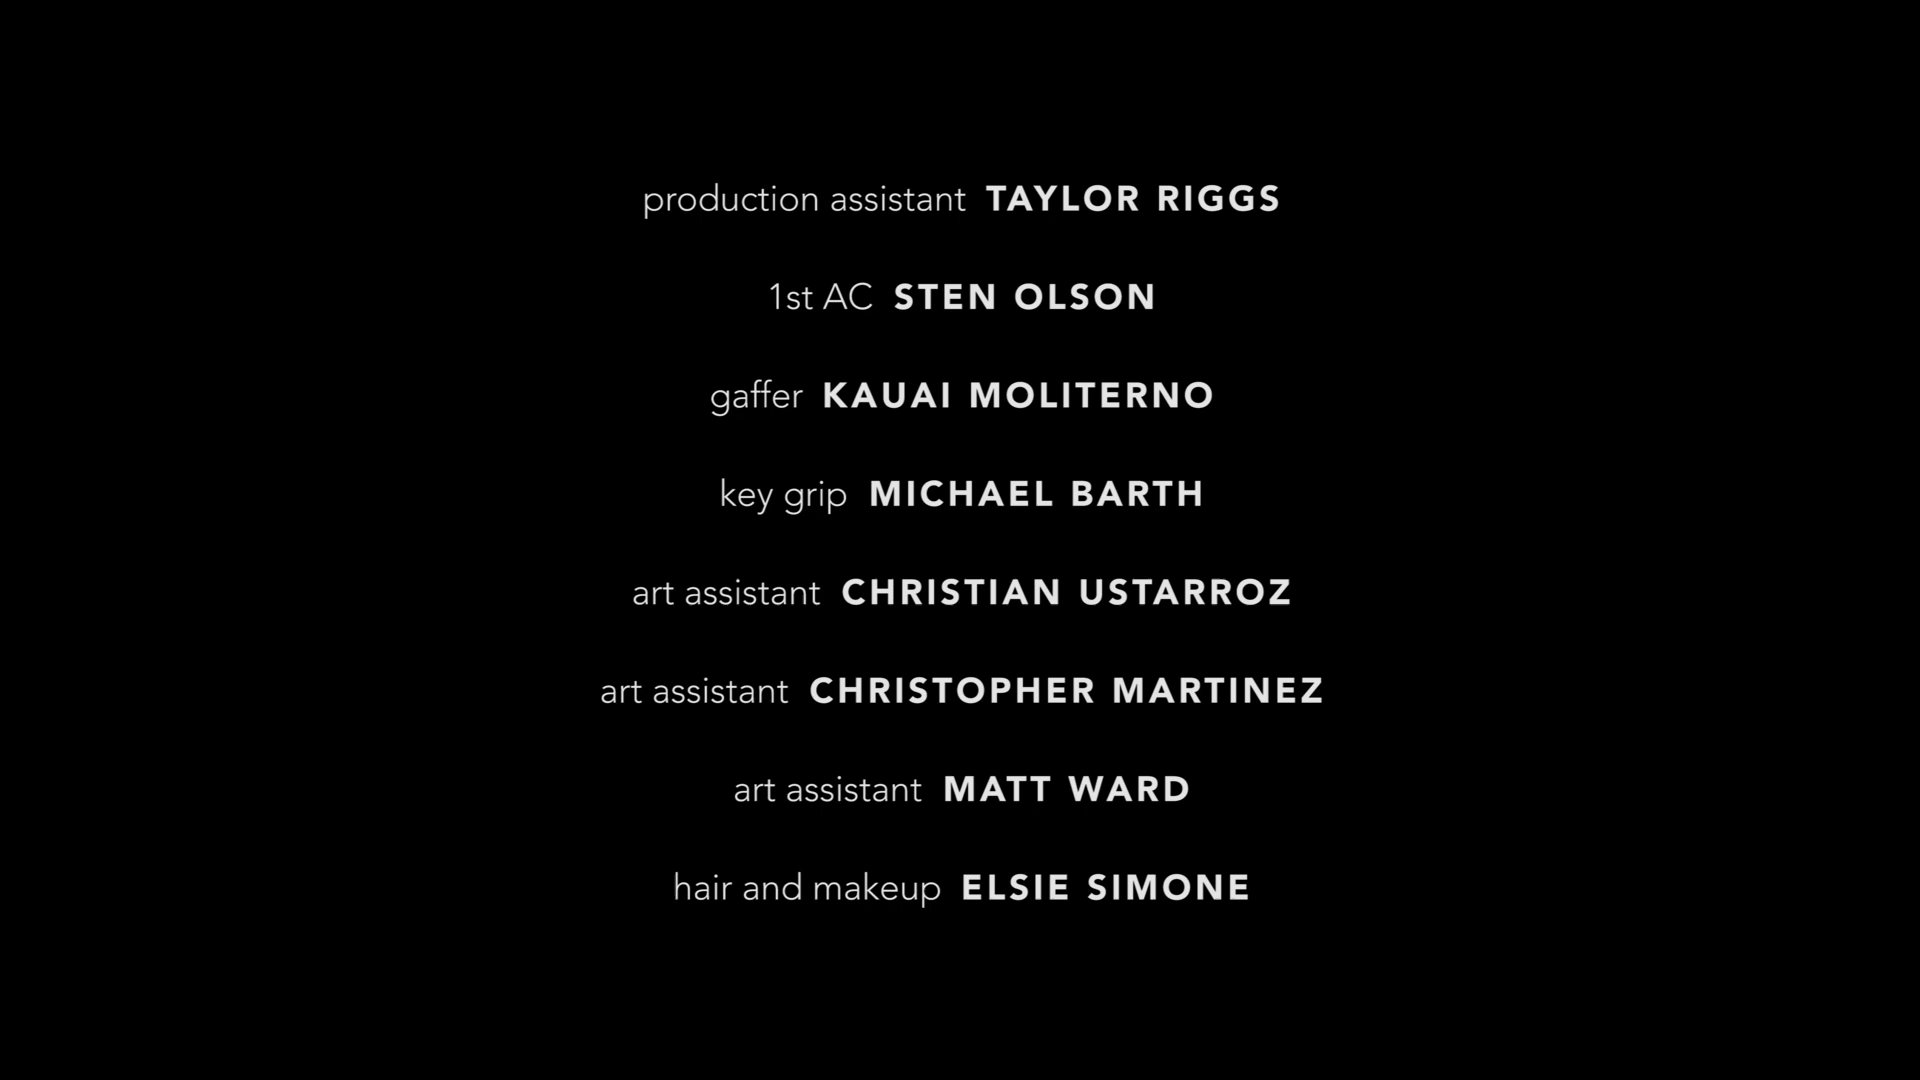 production assistant TAYLOR RIGGS
1st AC STEN OLSON
gaffer KAUAI MOLITERNO
key grip MICHAEL BARTH
art assistant CHRISTIAN USTARROZ
art assistant CHRISTOPHER MARTINEZ
art assistant MATT WARD
hair and makeup ELSIE SIMONE